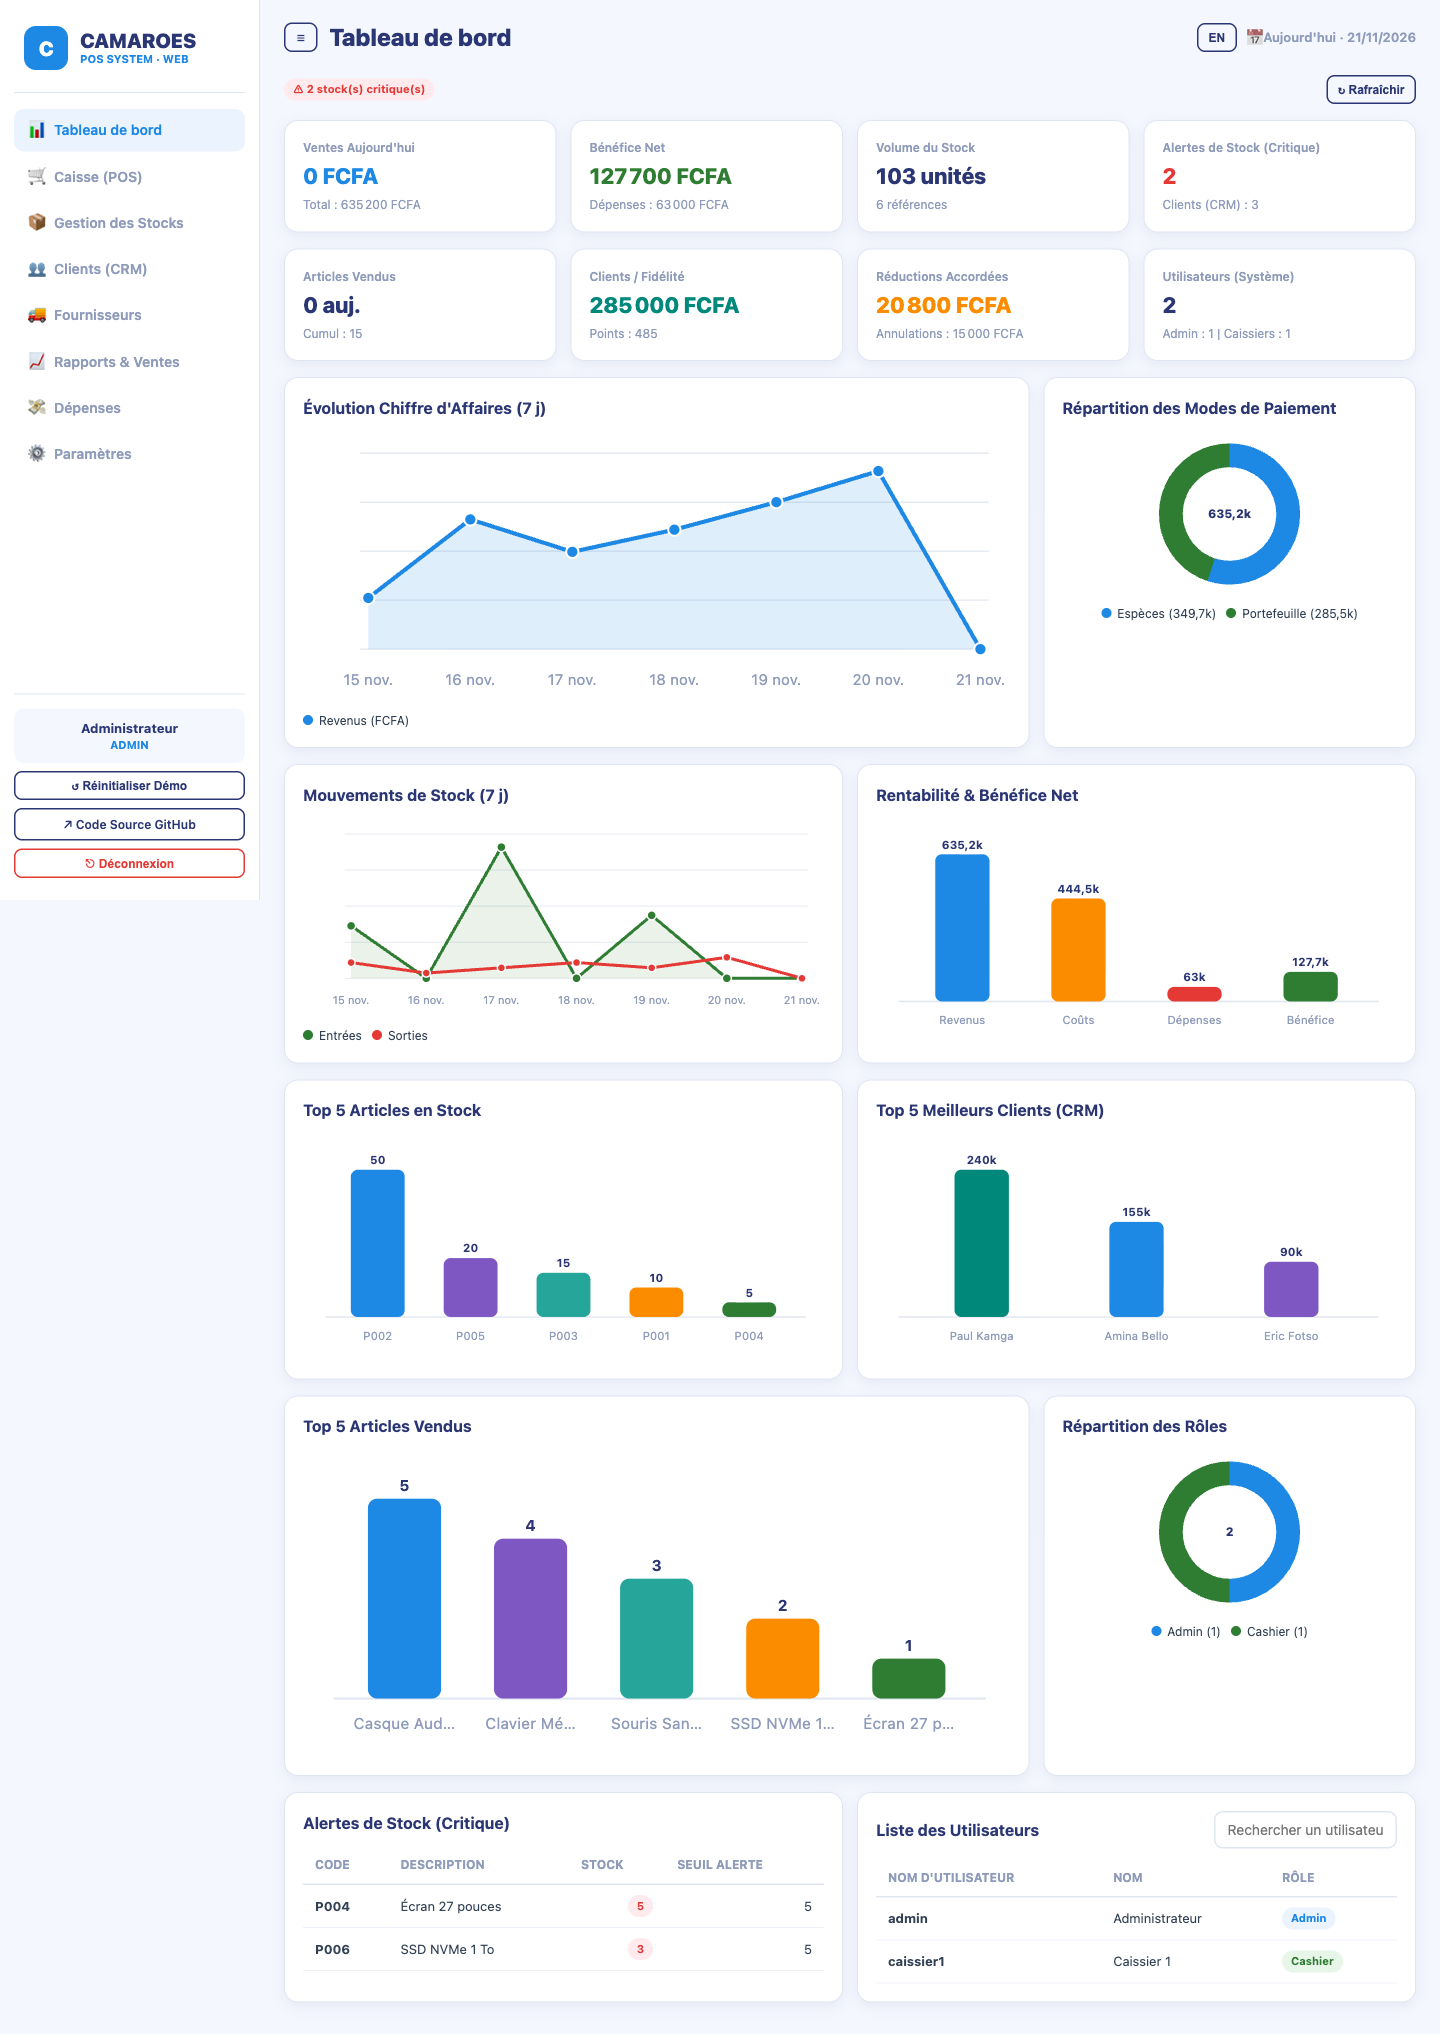 C
CAMAROES
POS SYSTEM · WEB
Tableau de bord
Caisse (POS)
Gestion des Stocks
Clients (CRM)
Fournisseurs
Rapports & Ventes
Dépenses
Paramètres
Administrateur
ADMIN
↺ Réinitialiser Démo
↗ Code Source GitHub
⎋ Déconnexion
≡ Tableau de bord
EN Aujourd'hui · 21/11/2026
⚠ 2 stock(s) critique(s)
↻ Rafraîchir
Ventes Aujourd'hui
0 FCFA
Total : 635 200 FCFA
Bénéfice Net
127 700 FCFA
Dépenses : 63 000 FCFA
Volume du Stock
103 unités
6 références
Alertes de Stock (Critique)
2
Clients (CRM) : 3
Articles Vendus
0 auj.
Cumul : 15
Clients / Fidélité
285 000 FCFA
Points : 485
Réductions Accordées
20 800 FCFA
Annulations : 15 000 FCFA
Utilisateurs (Système)
2
Admin : 1 | Caissiers : 1
Évolution Chiffre d'Affaires (7 j)
15 nov. 16 nov. 17 nov. 18 nov. 19 nov. 20 nov. 21 nov.
Revenus (FCFA)
Répartition des Modes de Paiement
635,2k
Espèces (349,7k) Portefeuille (285,5k)
Mouvements de Stock (7 j)
15 nov. 16 nov. 17 nov. 18 nov. 19 nov. 20 nov. 21 nov.
Entrées Sorties
Rentabilité & Bénéfice Net
635,2k
444,5k
63k
127,7k
Revenus Coûts Dépenses Bénéfice
Top 5 Articles en Stock
50
20
15
10
5
P002 P005 P003 P001 P004
Top 5 Meilleurs Clients (CRM)
240k
155k
90k
Paul Kamga Amina Bello Eric Fotso
Top 5 Articles Vendus
5
4
3
2
1
Casque Aud... Clavier Mé... Souris San... SSD NVMe 1... Écran 27 p...
Répartition des Rôles
2
Admin (1) Cashier (1)
Alertes de Stock (Critique)
CODE DESCRIPTION STOCK SEUIL ALERTE
P004 Écran 27 pouces 5 5
P006 SSD NVMe 1 To 3 5
Liste des Utilisateurs
Rechercher un utilisateu
NOM D'UTILISATEUR NOM RÔLE
admin Administrateur Admin
caissier1 Caissier 1 Cashier